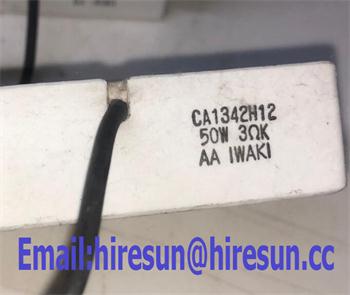 CA1342H12
50W 3ΩK
AA IWAKI
Email:hiresun@hiresun.cc